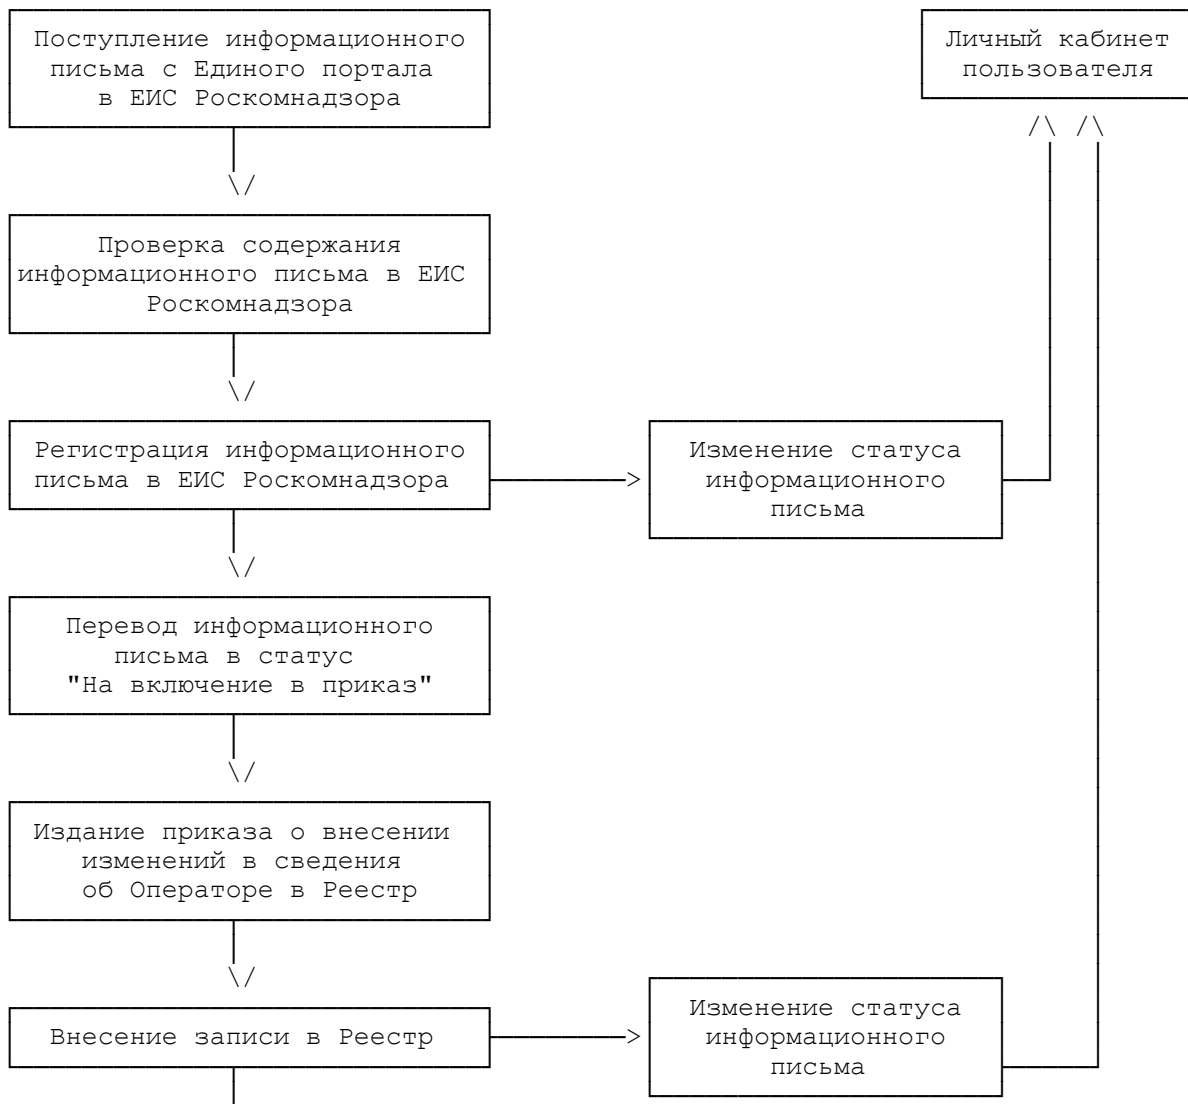 Поступление информационного
письма с Единого портала
в ЕИС Роскомнадзора
Личный кабинет
пользователя
Проверка содержания
информационного письма в ЕИС
Роскомнадзора
Регистрация информационного
письма в ЕИС Роскомнадзора
Изменение статуса
информационного
письма
Перевод информационного
письма в статус
"На включение в приказ"
Издание приказа о внесении
изменений в сведения
об Операторе в Реестр
Внесение записи в Реестр
Изменение статуса
информационного
письма